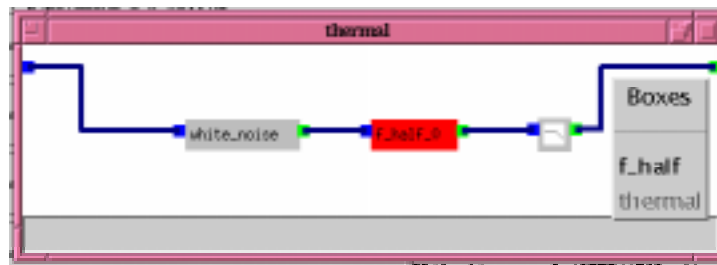 thermal
white_noise
f_half_0
Boxes
f_half
thermal